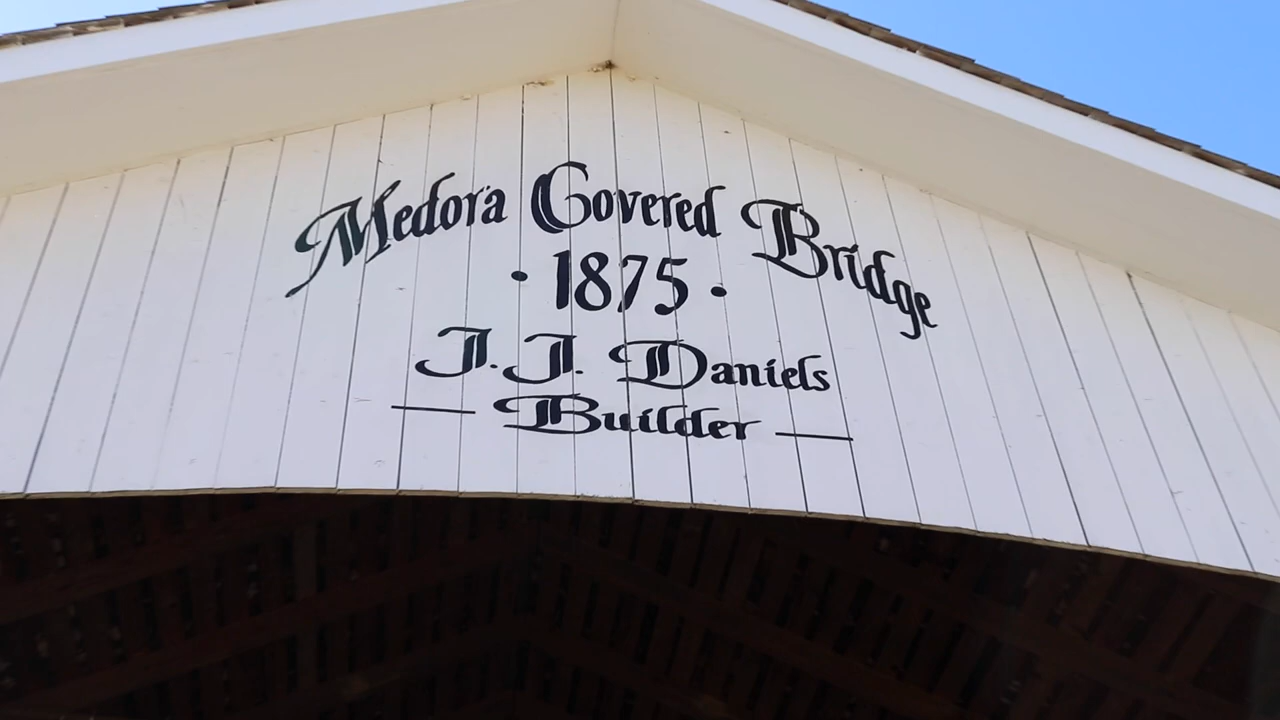 Medora Covered Bridge
• 1875 •
J. J. Daniels
— Builder —